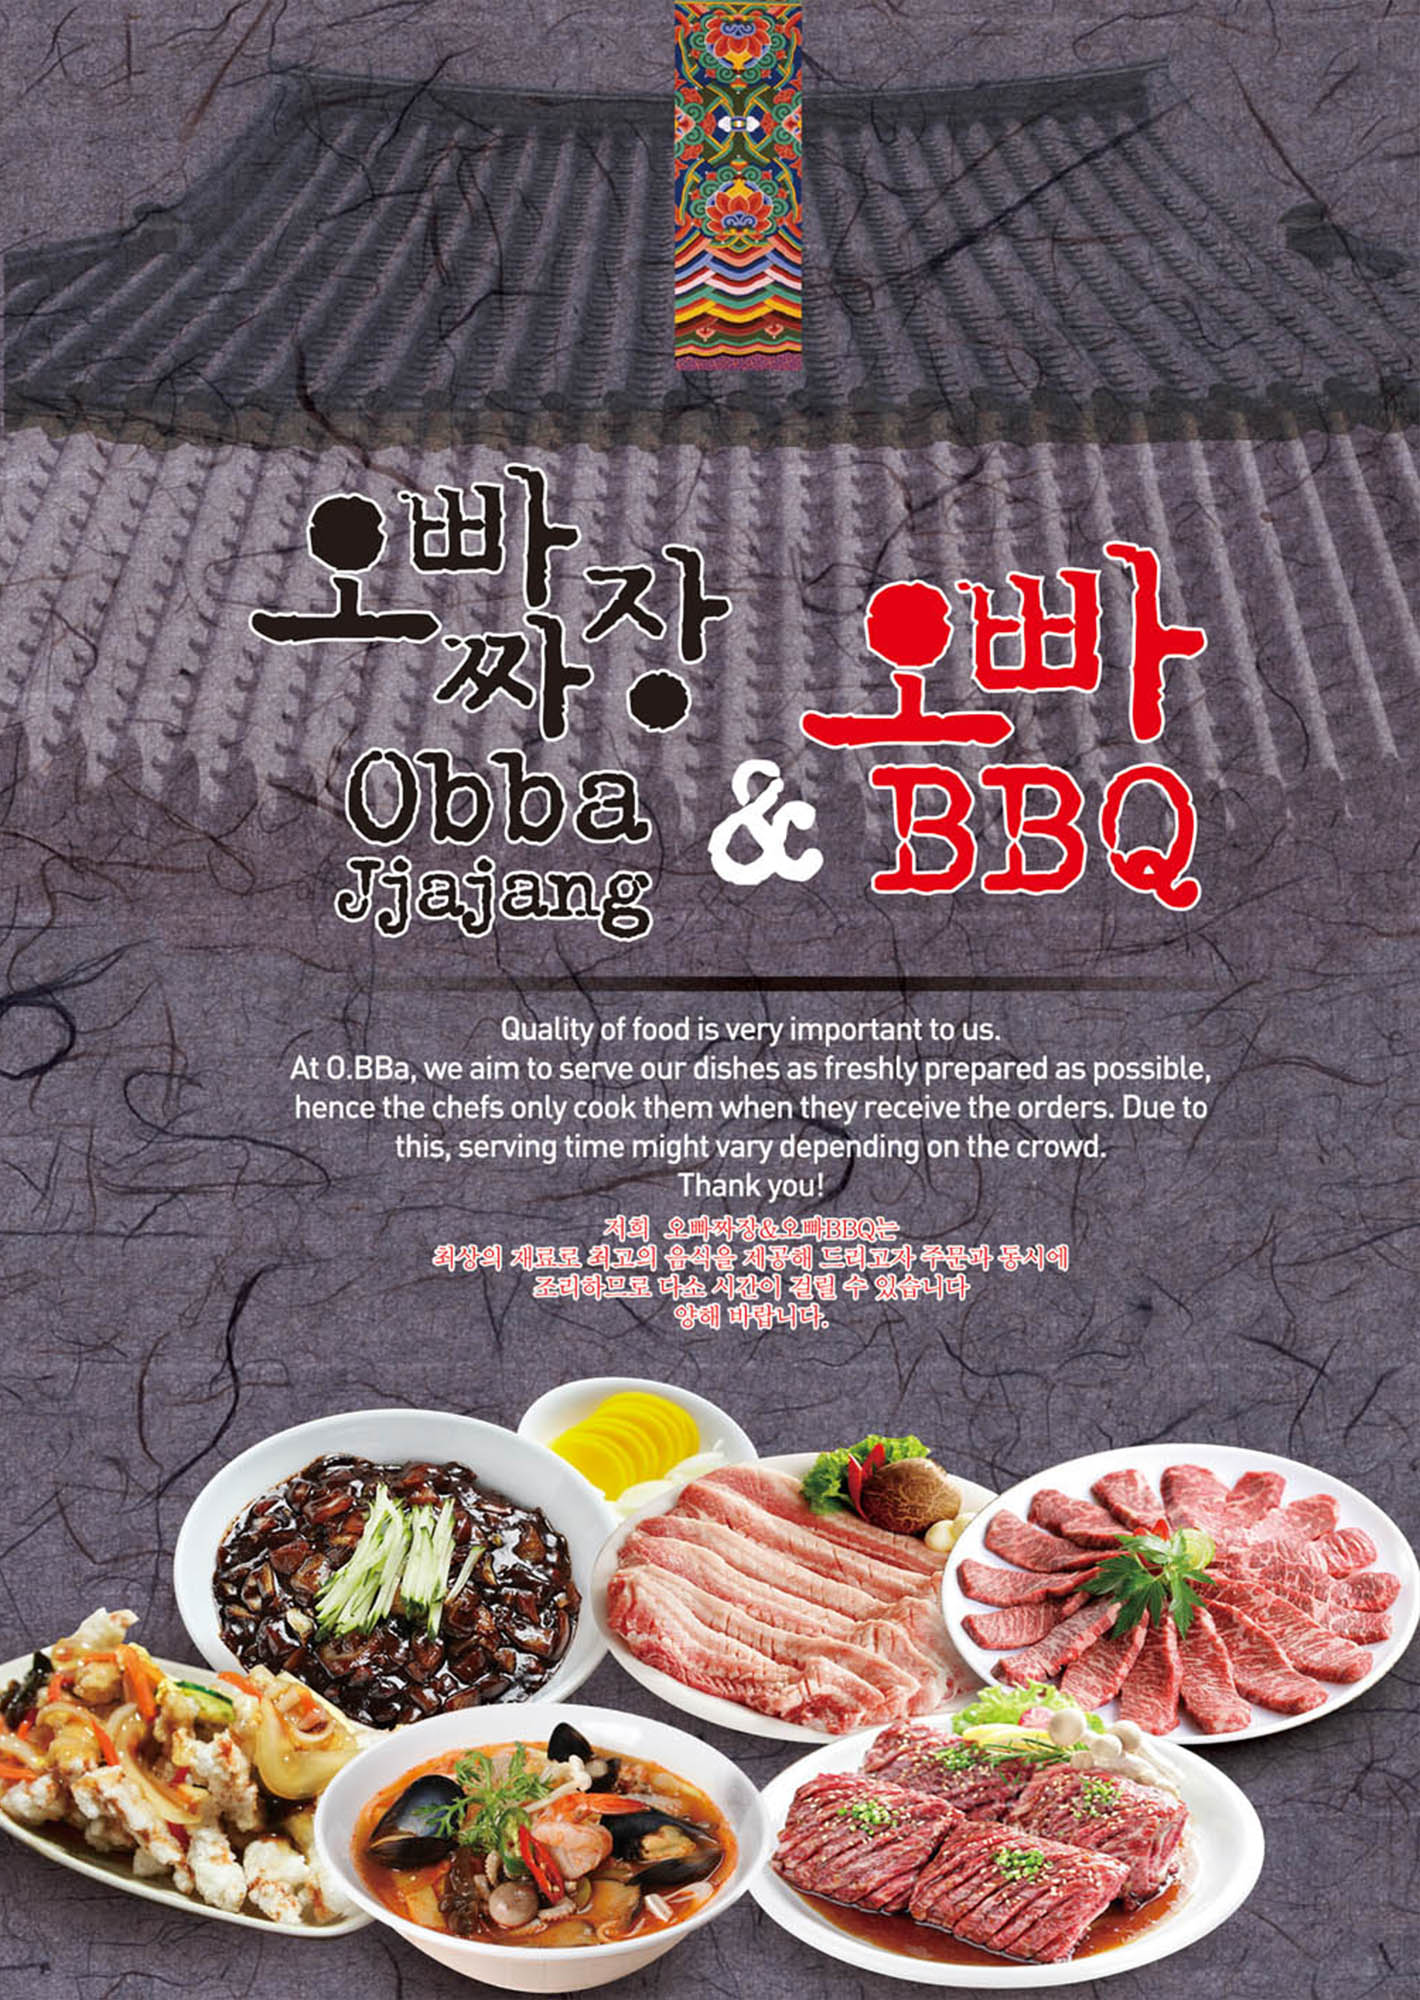 오빠
짜장
Obba
Jjajang
&
오빠
BBQ
Quality of food is very important to us.
At O.BBa, we aim to serve our dishes as freshly prepared as possible,
hence the chefs only cook them when they receive the orders. Due to
this, serving time might vary depending on the crowd.
Thank you!
저희 오빠짜장&오빠BBQ는
최상의 재료로 최고의 음식을 제공해 드리고자 주문과 동시에
조리하므로 다소 시간이 걸릴 수 있습니다
양해 바랍니다.